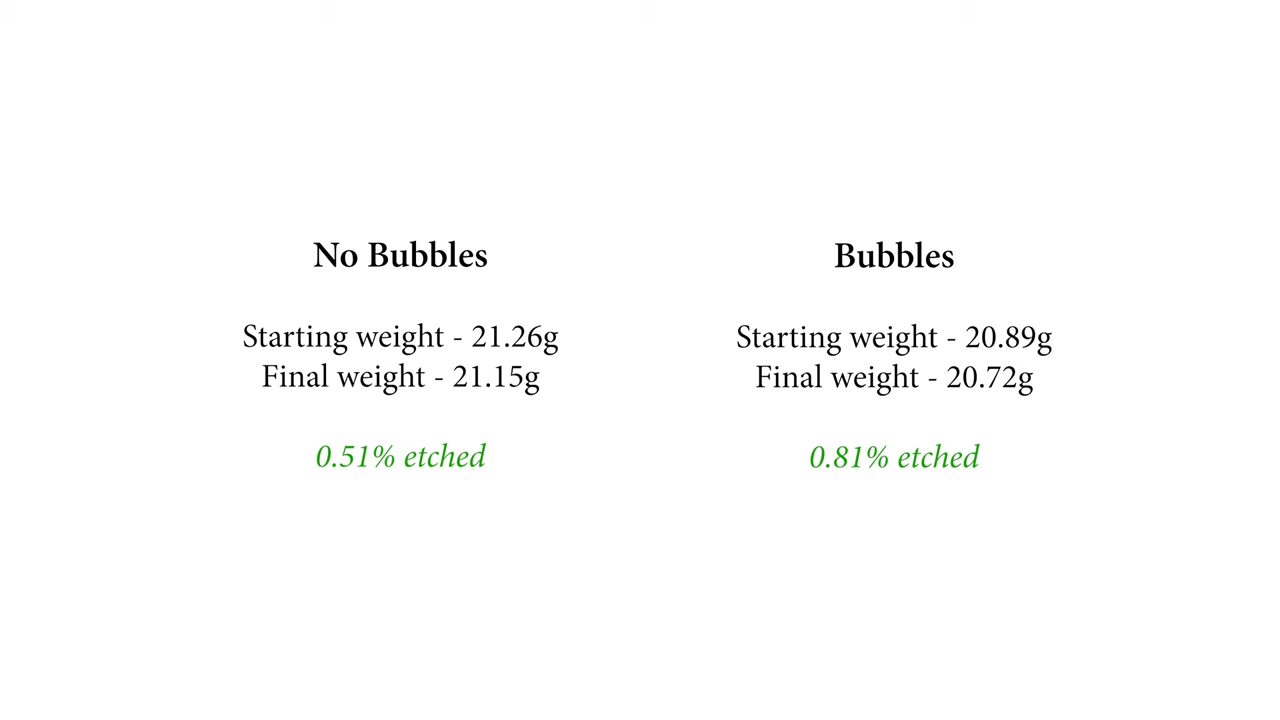 No Bubbles
Starting weight - 21.26g
Final weight - 21.15g
0.51% etched
Bubbles
Starting weight - 20.89g
Final weight - 20.72g
0.81% etched